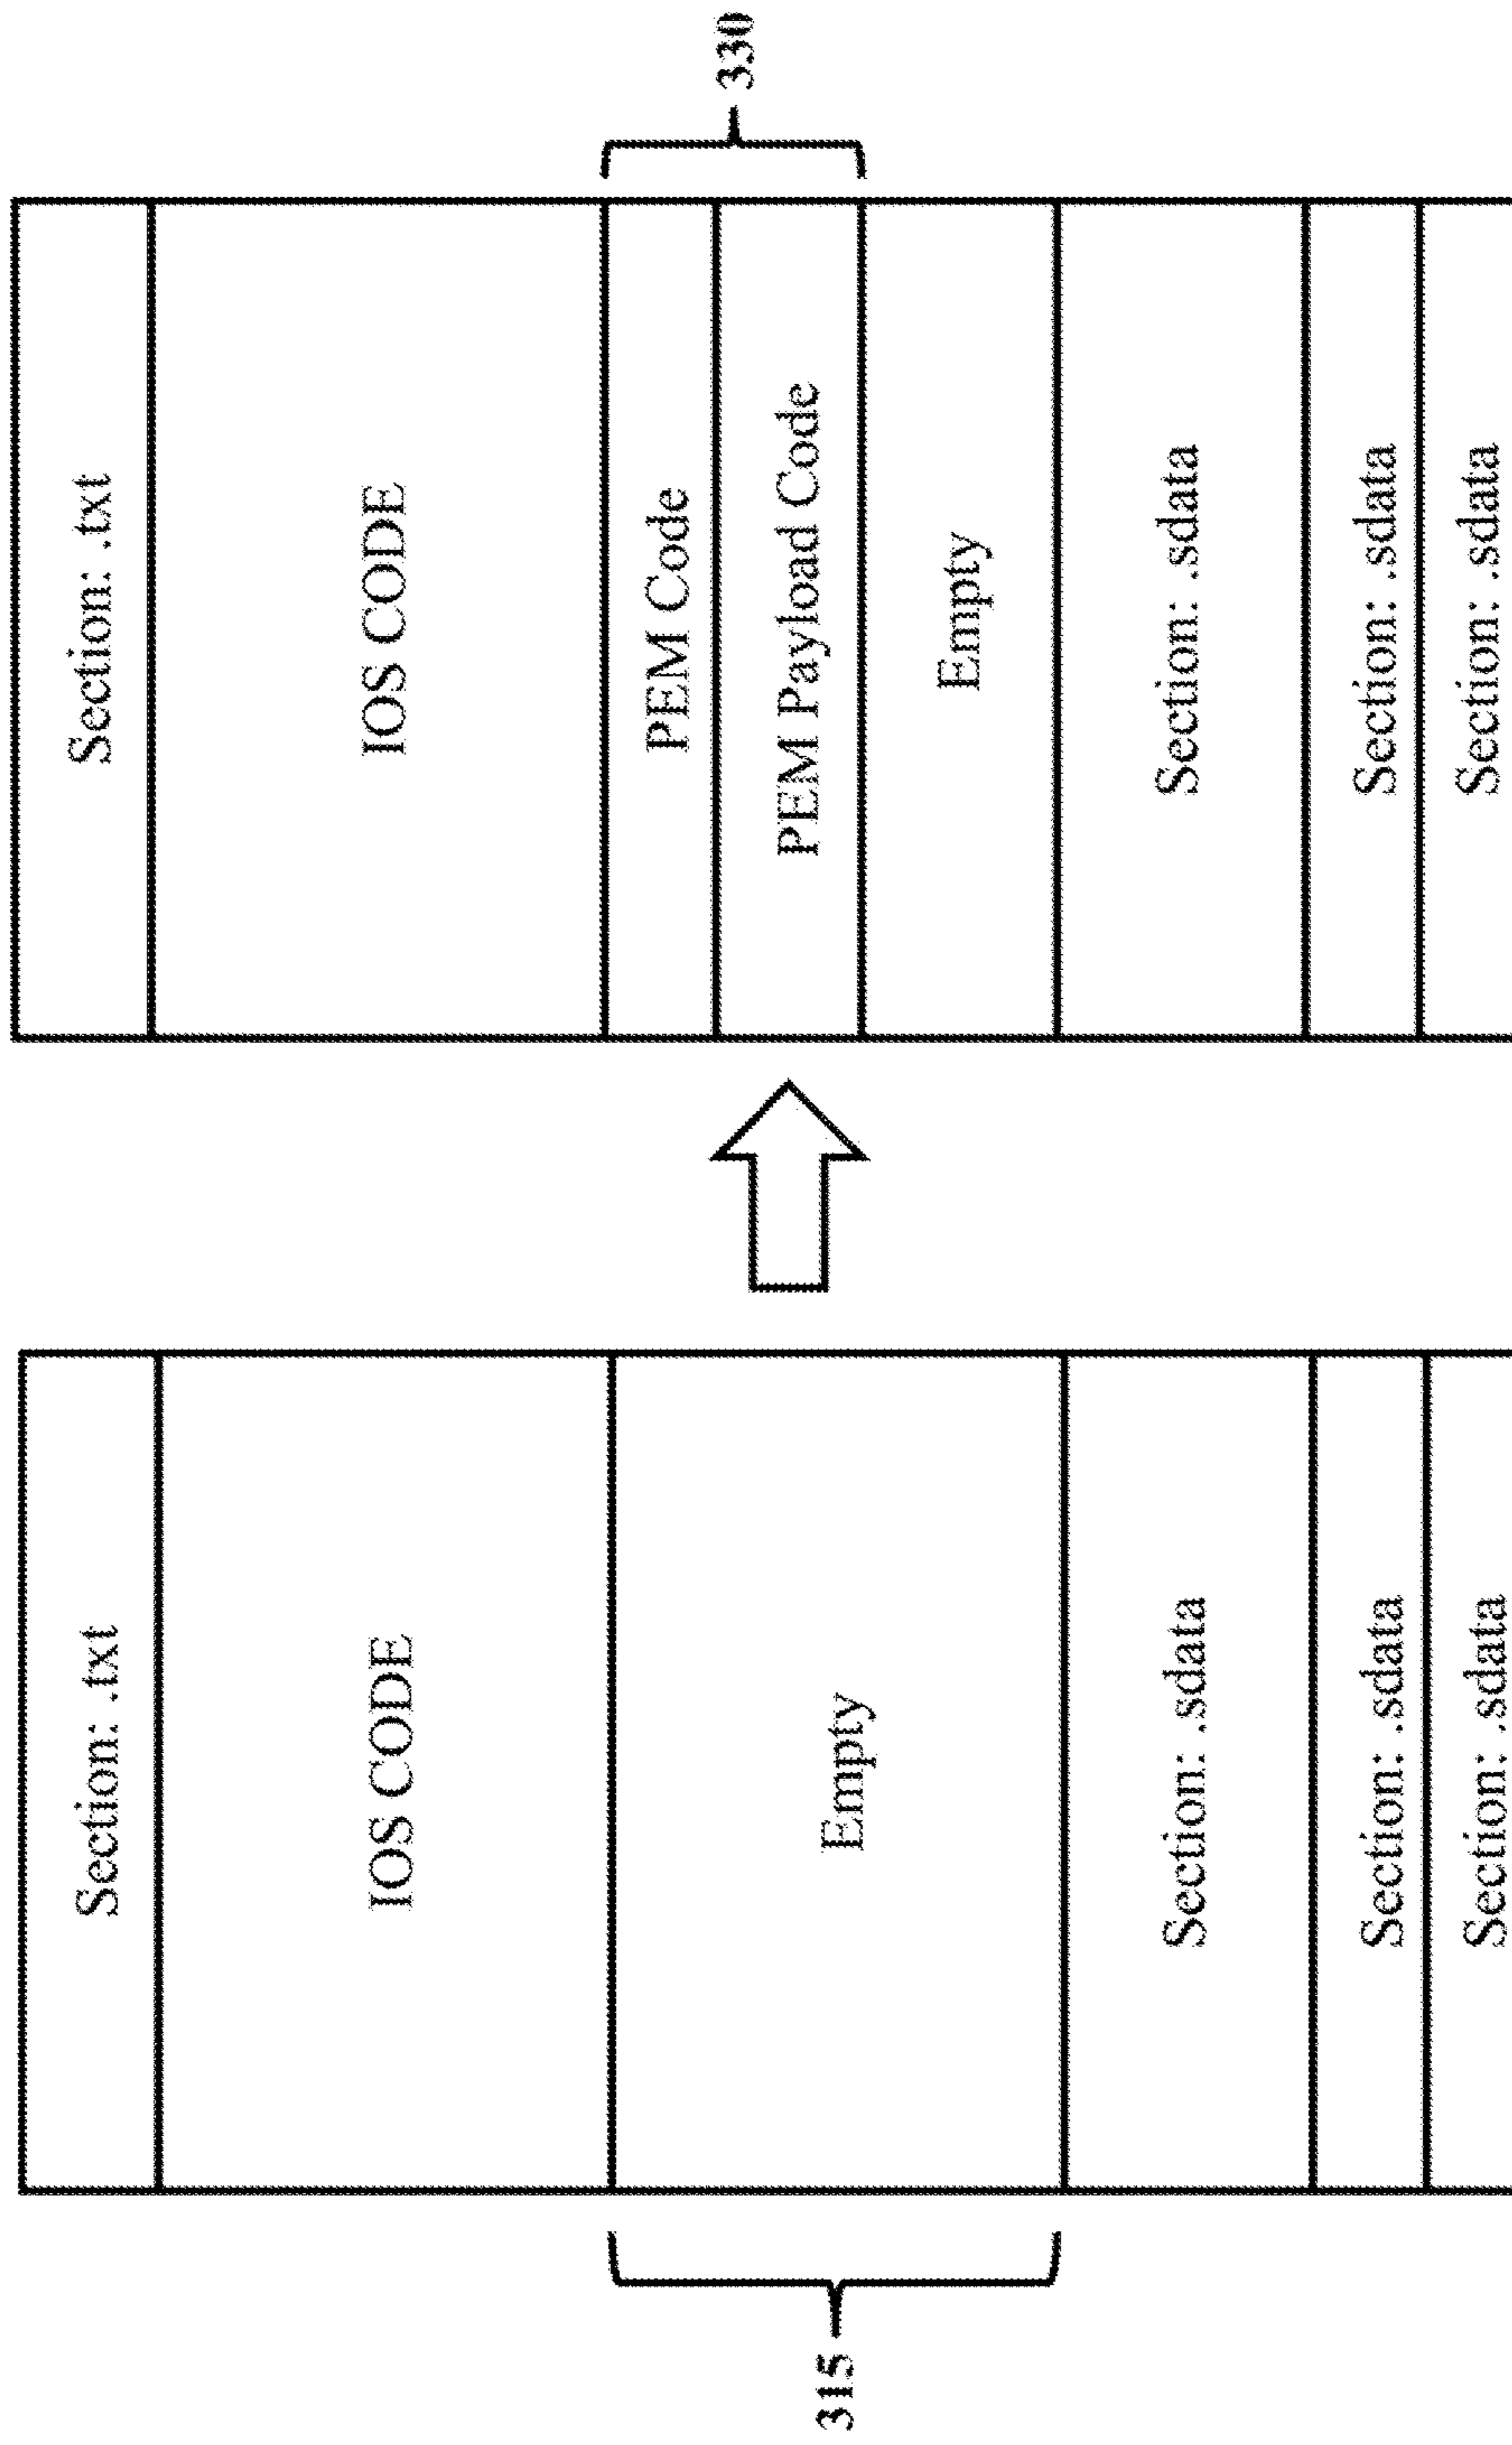 315
Section: .txt
IOS CODE
Empty
Section: .sdata
Section: .sdata
Section: .sdata
Section: .txt
IOS CODE
PEM Code
PEM Payload Code
Empty
Section: .sdata
Section: .sdata
Section: .sdata
330